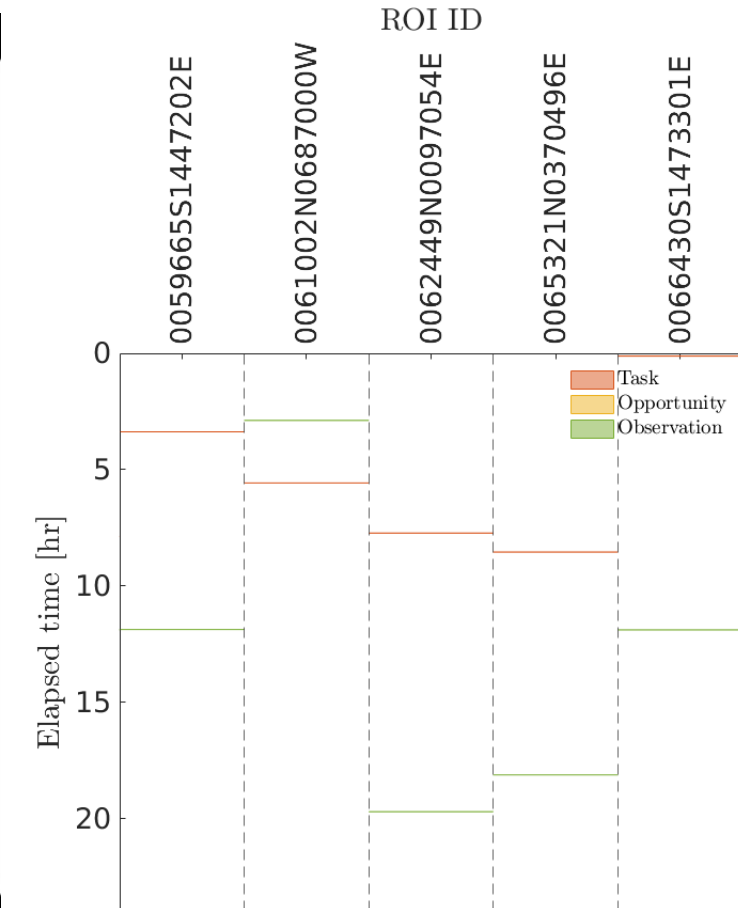 ROI ID
0059665S1447202E
0061002N0687000W
0062449N0097054E
0065321N0370496E
0066430S1473301E
0
Task
Opportunity
Observation
5
10
15
20
Elapsed time [hr]